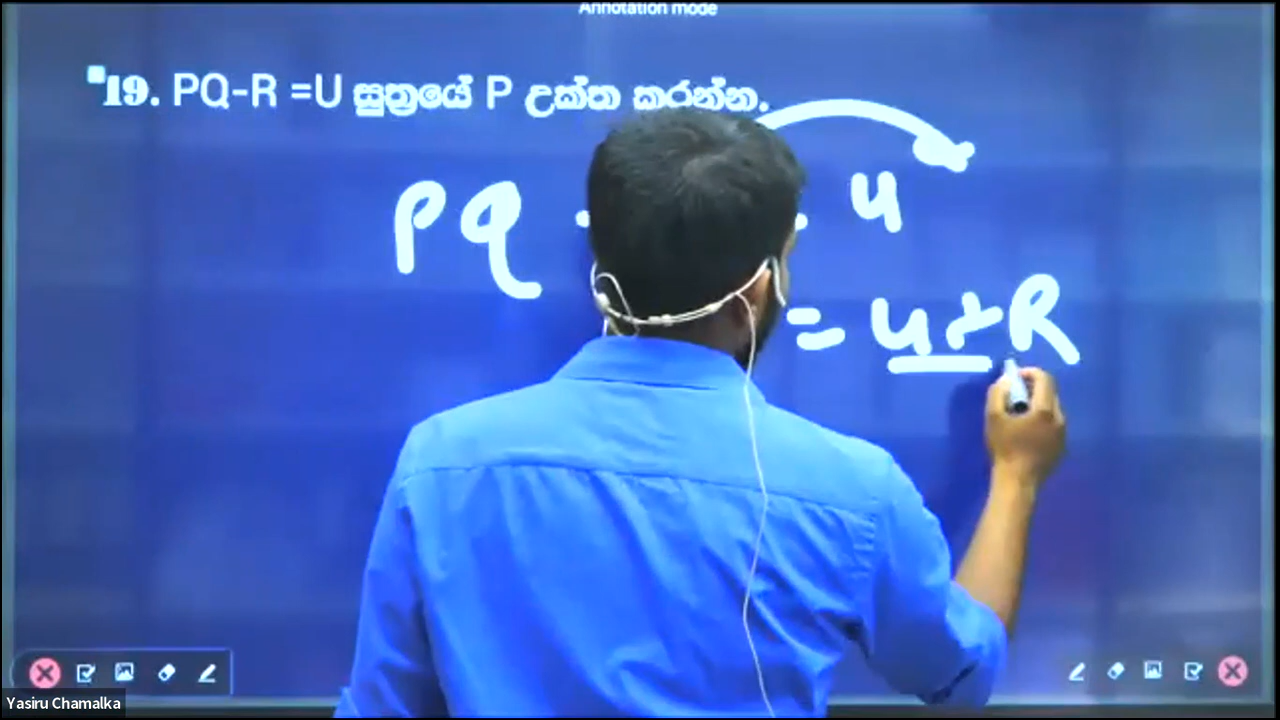 Annotation mode
19. PQ-R =U සුත්‍රයේ P උක්ත කරන්න.
PQ - u
= u+R
Yasiru Chamalka